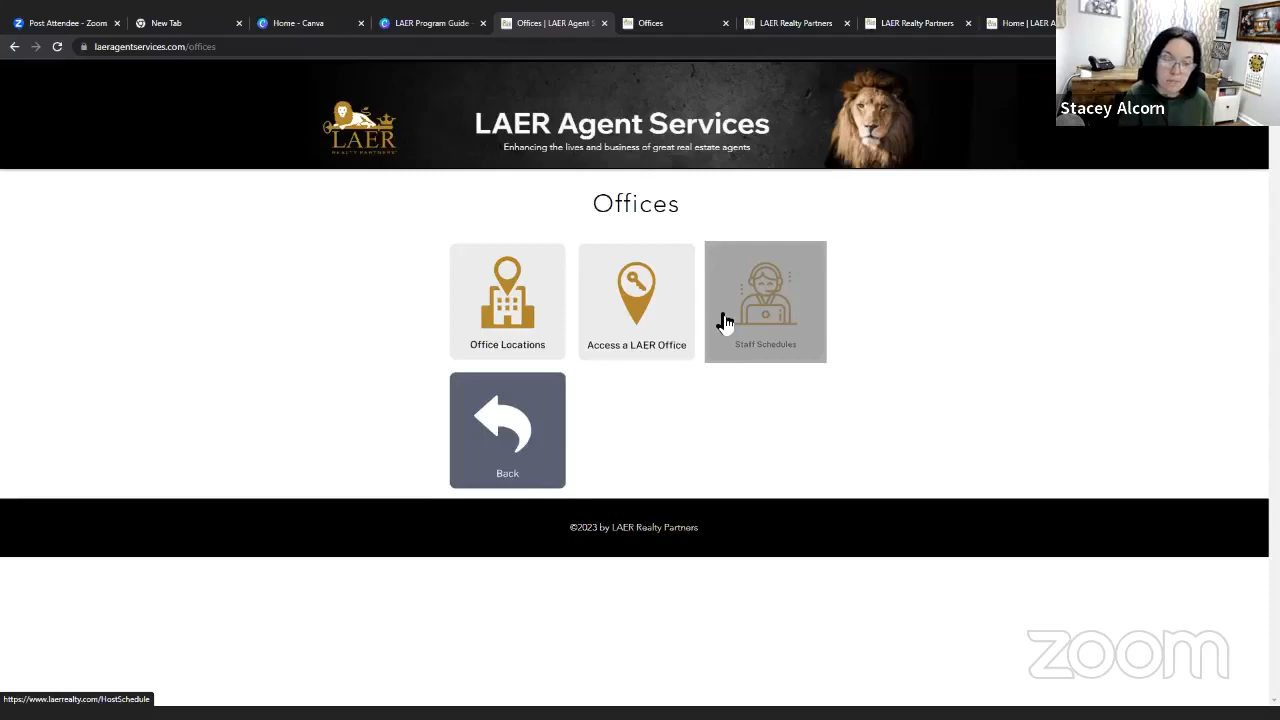 Post Attendee - Zoom
New Tab
Home - Canva
LAER Program Guide
Offices | LAER Agent S
Offices
LAER Realty Partners
LAER Realty Partners
Home | LAER A
laeragentservices.com/offices
Stacey Alcorn
LAER
REALTY PARTNERS
LAER Agent Services
Enhancing the lives and business of great real estate agents
Offices
Office Locations
Access a LAER Office
Staff Schedules
Back
©2023 by LAER Realty Partners
zoom
https://www.laerrealty.com/HostSchedule